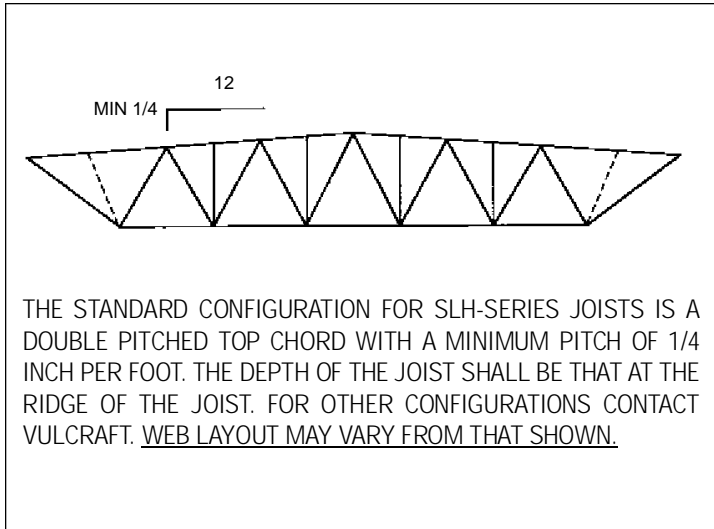 12
MIN 1/4
THE STANDARD CONFIGURATION FOR SLH-SERIES JOISTS IS A
DOUBLE PITCHED TOP CHORD WITH A MINIMUM PITCH OF 1/4
INCH PER FOOT. THE DEPTH OF THE JOIST SHALL BE THAT AT THE
RIDGE OF THE JOIST. FOR OTHER CONFIGURATIONS CONTACT
VULCRAFT. WEB LAYOUT MAY VARY FROM THAT SHOWN.